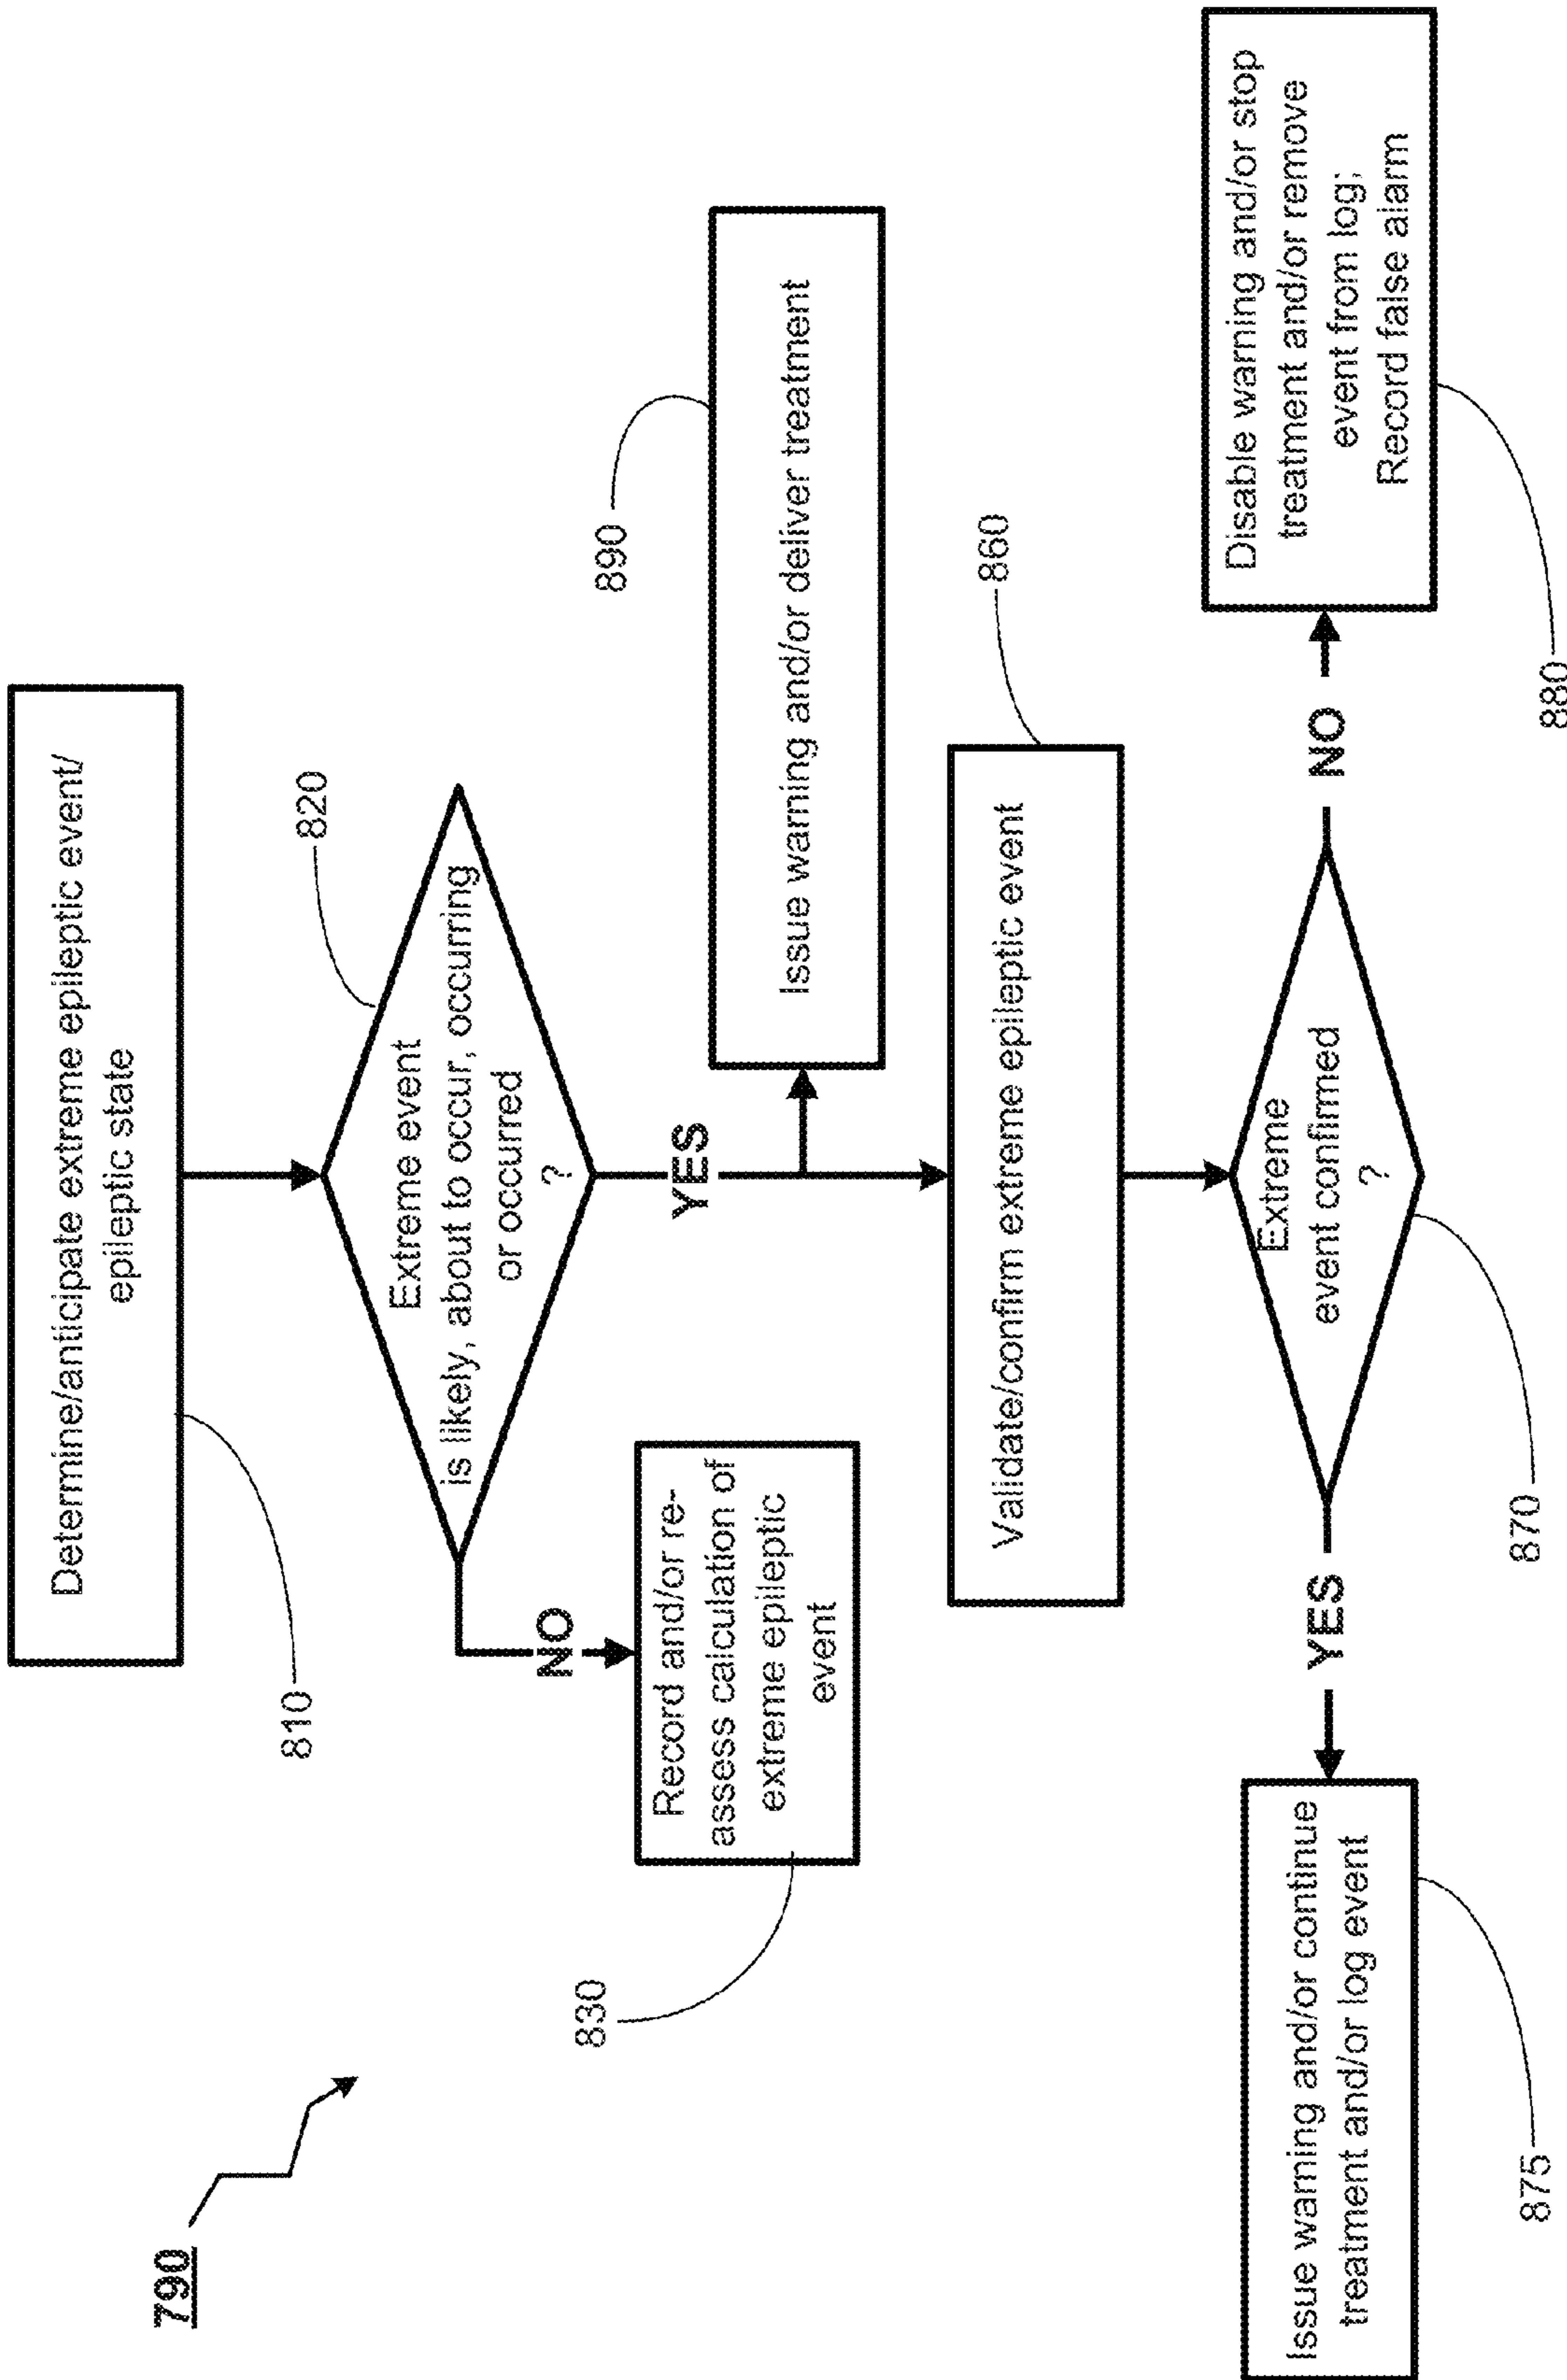 790
Determine/anticipate extreme epileptic event/
epileptic state
810
Extreme event
is likely, about to occur, occurring
or occurred
?
820
NO
Record and/or re-
assess calculation of
extreme epileptic
event
830
YES
Issue warning and/or deliver treatment
890
Validate/confirm extreme epileptic event
860
Extreme
event confirmed
?
870
YES
Issue warning and/or continue
treatment and/or log event
875
NO
Disable warning and/or stop
treatment and/or remove
event from log;
Record false alarm
880